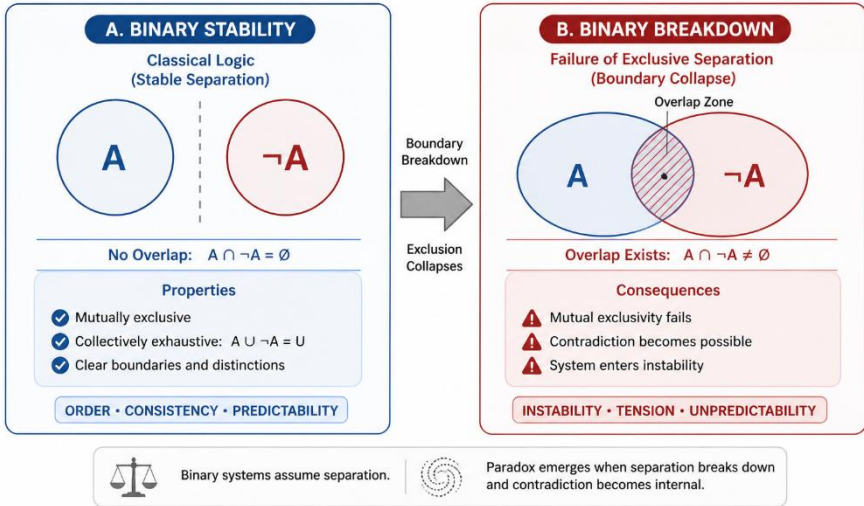 A. BINARY STABILITY
Classical Logic
(Stable Separation)
A
¬A
No Overlap: A ∩ ¬A = Ø
Properties
Mutually exclusive
Collectively exhaustive: A ∪ ¬A = U
Clear boundaries and distinctions
ORDER • CONSISTENCY • PREDICTABILITY
Boundary
Breakdown
Exclusion
Collapses
B. BINARY BREAKDOWN
Failure of Exclusive Separation
(Boundary Collapse)
Overlap Zone
A
¬A
Overlap Exists: A ∩ ¬A ≠ Ø
Consequences
Mutual exclusivity fails
Contradiction becomes possible
System enters instability
INSTABILITY • TENSION • UNPREDICTABILITY
Binary systems assume separation.
Paradox emerges when separation breaks down
and contradiction becomes internal.